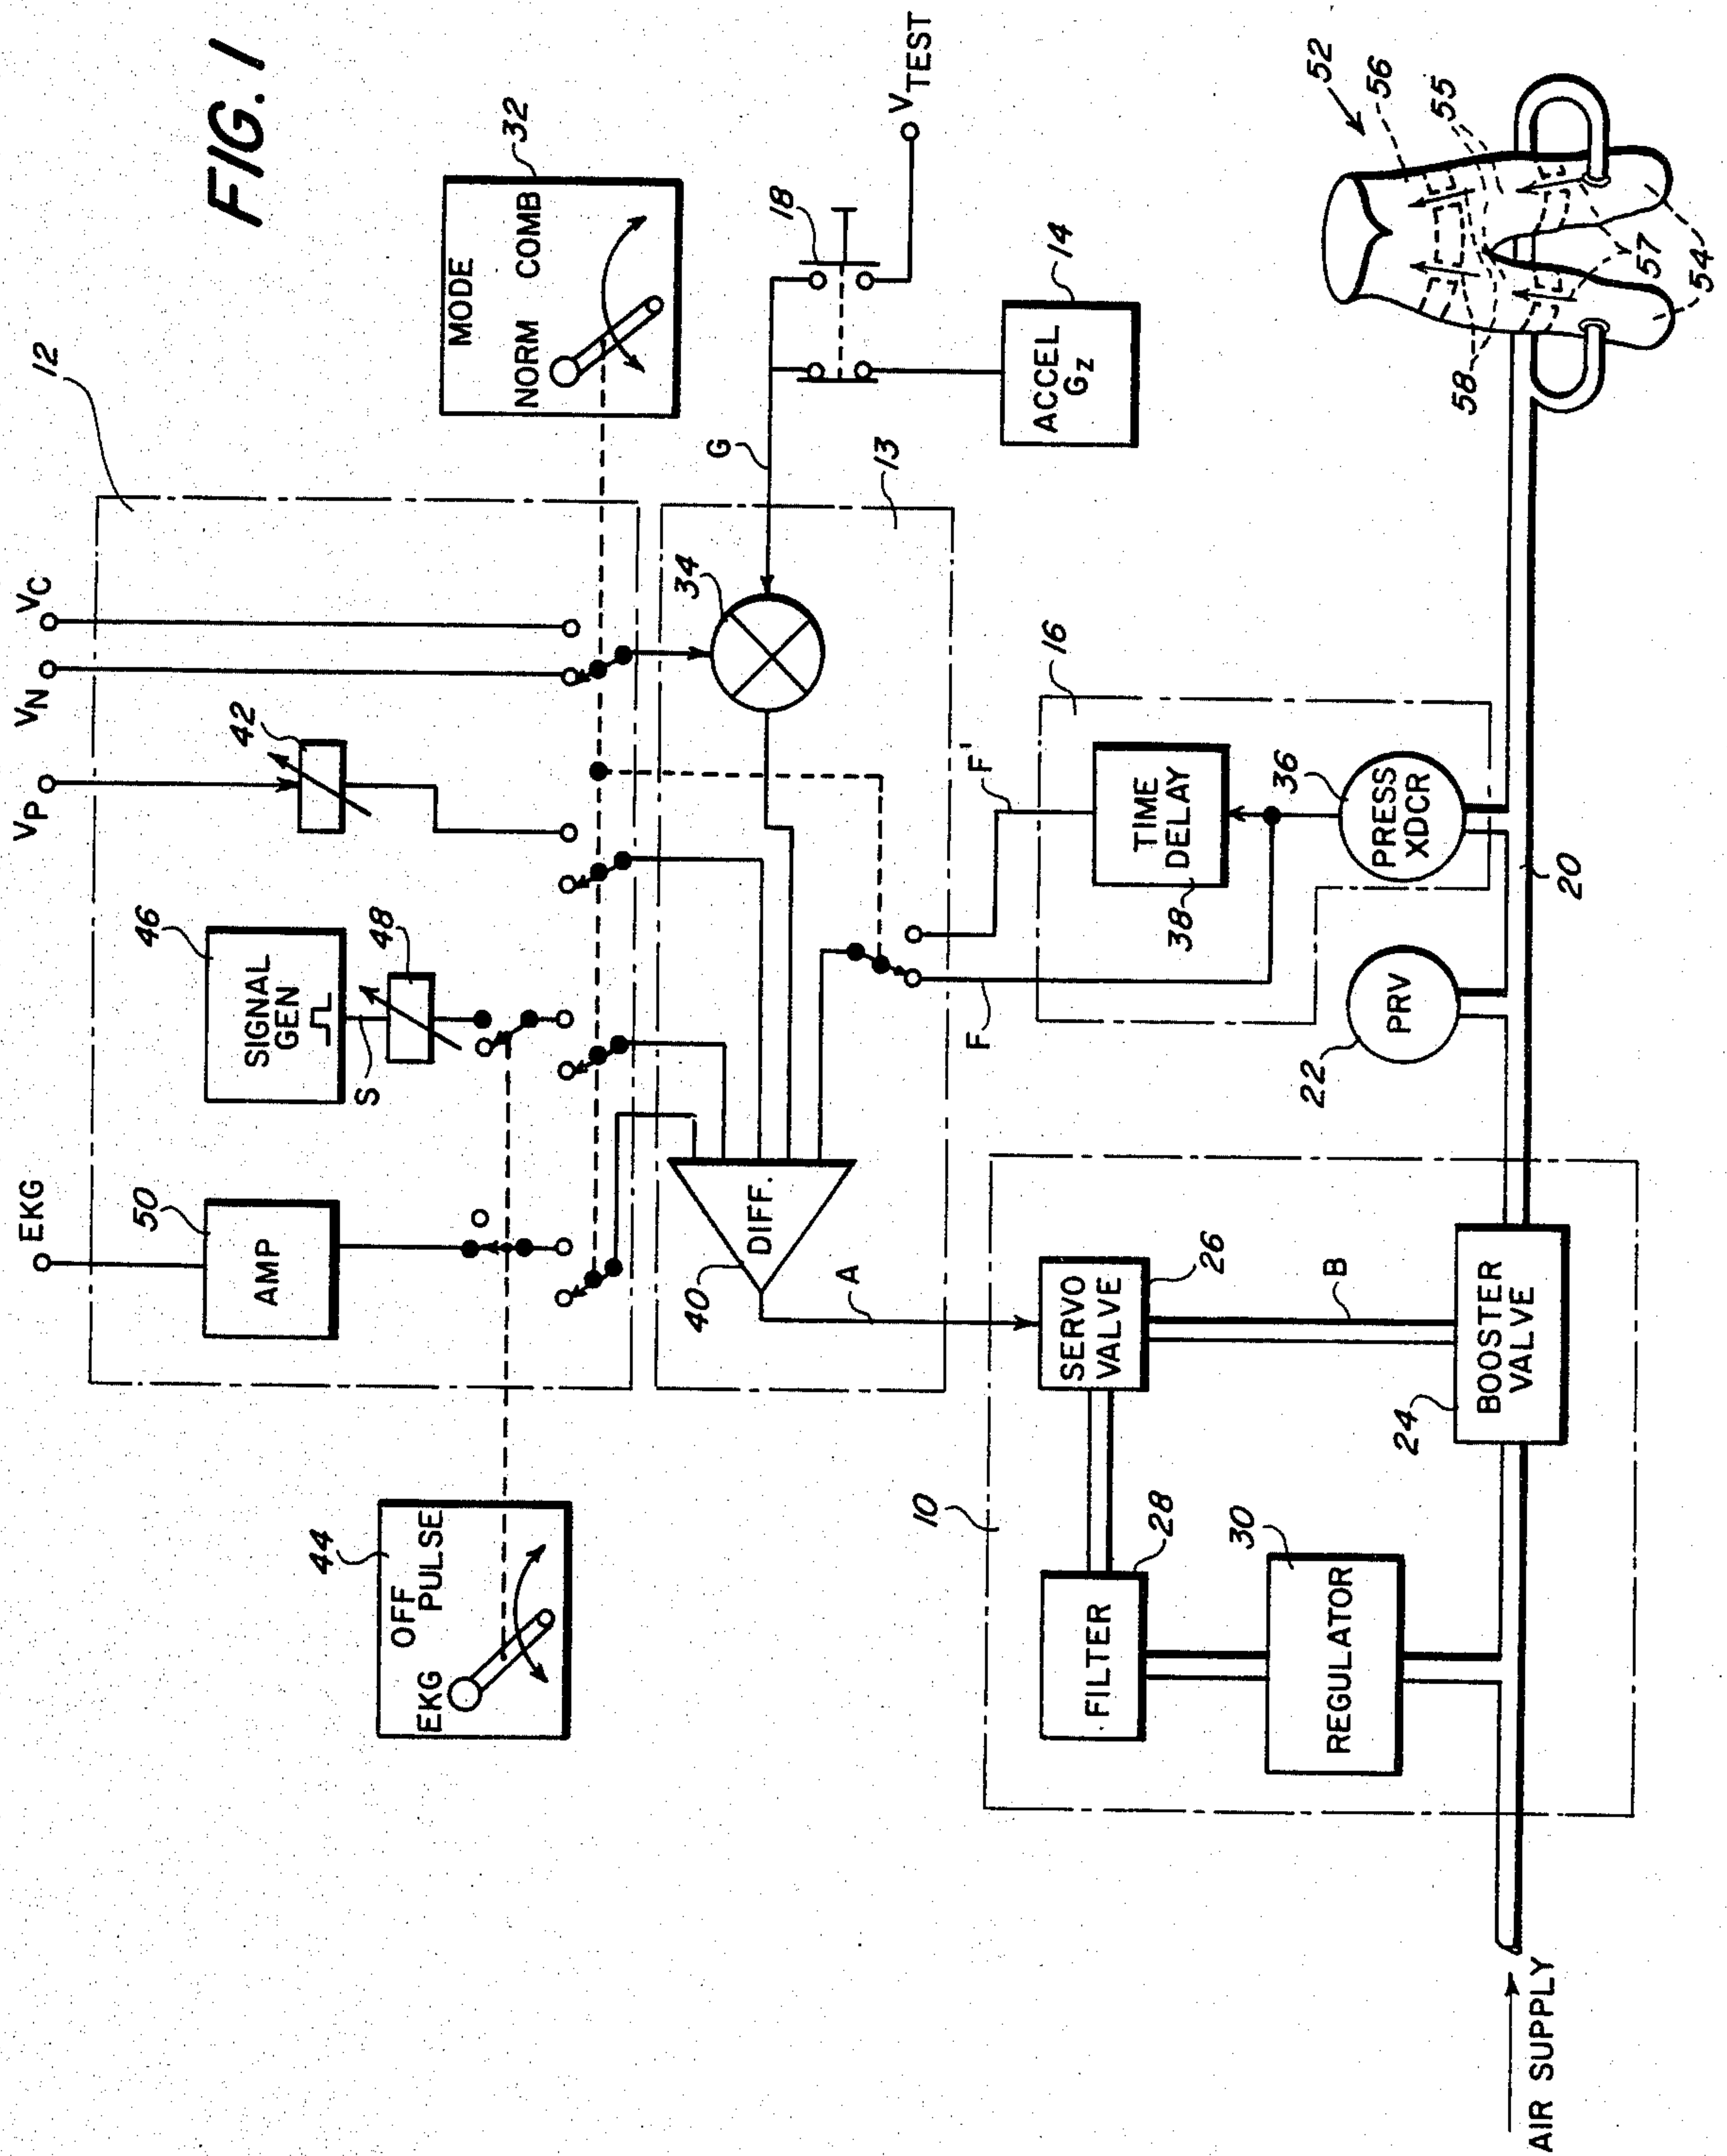 FIG. 1
EKG
VP
VN
VC
12
50
AMP
46
SIGNAL
GEN
S
48
42
44
OFF
EKG PULSE
MODE
NORM COMB
32
34
13
G
18
VTEST
ACCEL
GZ
14
40
DIFF.
A
F
F'
16
TIME
DELAY
38
36
PRESS
XDCR
22
PRV
20
10
SERVO
VALVE
26
B
FILTER
28
30
REGULATOR
24
BOOSTER
VALVE
AIR SUPPLY
52
56
55
58
57
54